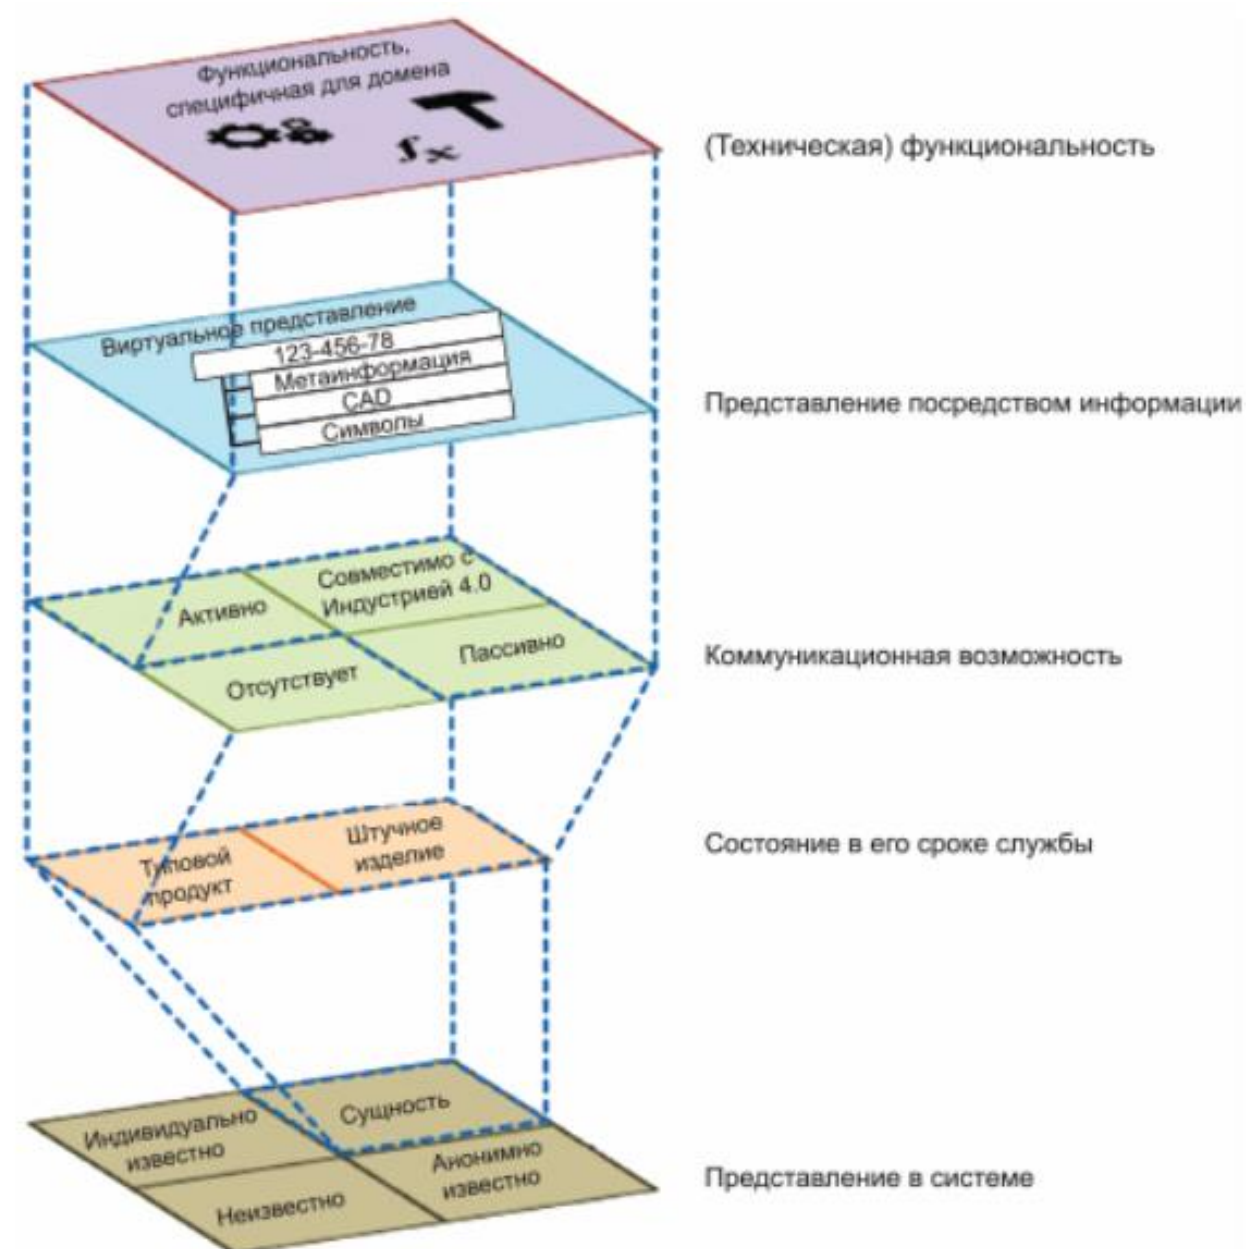 Функциональность,
специфичная для домена
fx
(Техническая) функциональность
Виртуальное представление
123-456-78
Метаинформация
CAD
Символы
Представление посредством информации
Совместимо с
Индустрией 4.0
Активно
Пассивно
Отсутствует
Коммуникационная возможность
Штучное
изделие
Типовой
продукт
Состояние в его сроке службы
Сущность
Индивидуально
известно
Анонимно
известно
Неизвестно
Представление в системе